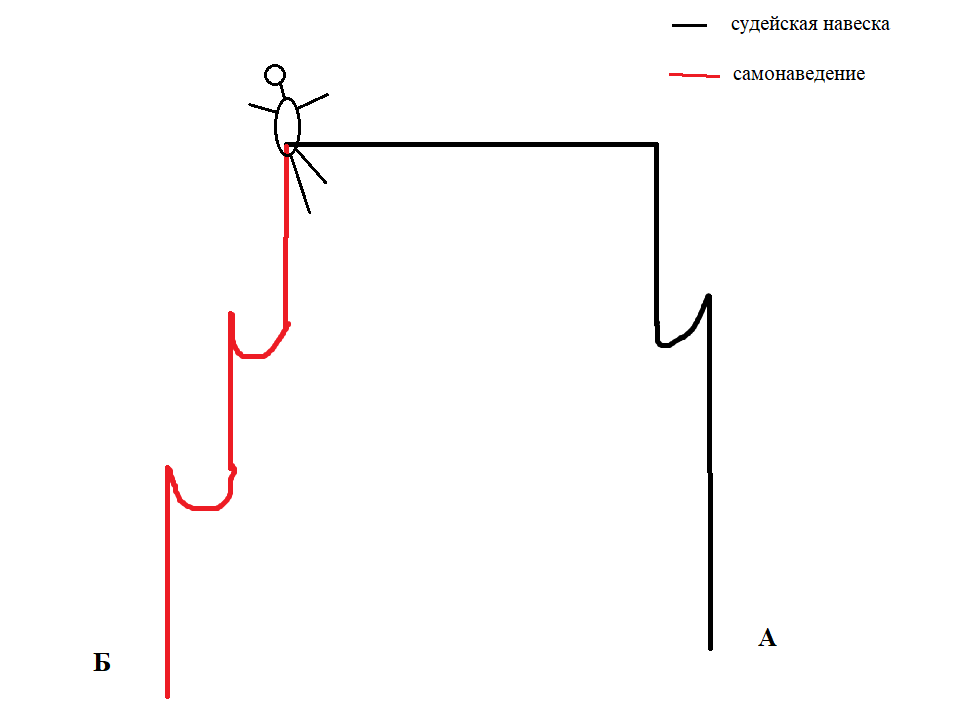 судейская навеска
самонаведение
А
Б